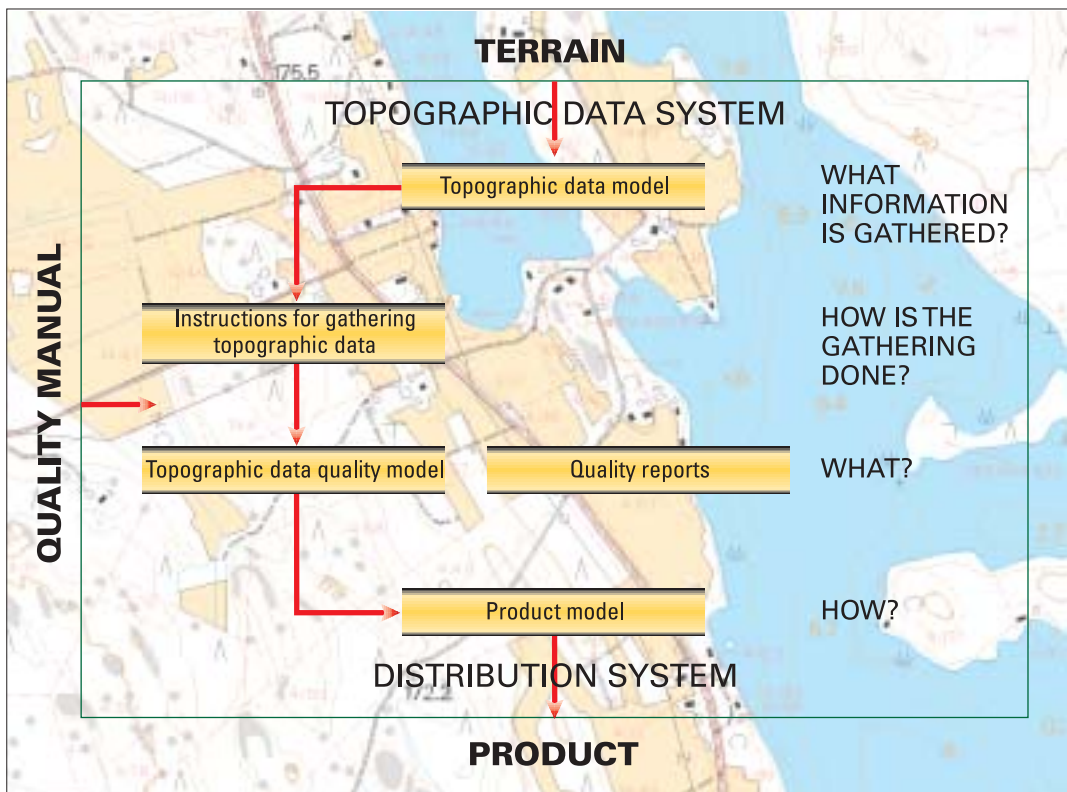 TERRAIN
175.5
TOPOGRAPHIC DATA SYSTEM
Topographic data model
WHAT
INFORMATION
IS GATHERED?
QUALITY MANUAL
Instructions for gathering
topographic data
HOW IS THE
GATHERING
DONE?
Topographic data quality model
Quality reports
WHAT?
Product model
HOW?
DISTRIBUTION SYSTEM
PRODUCT